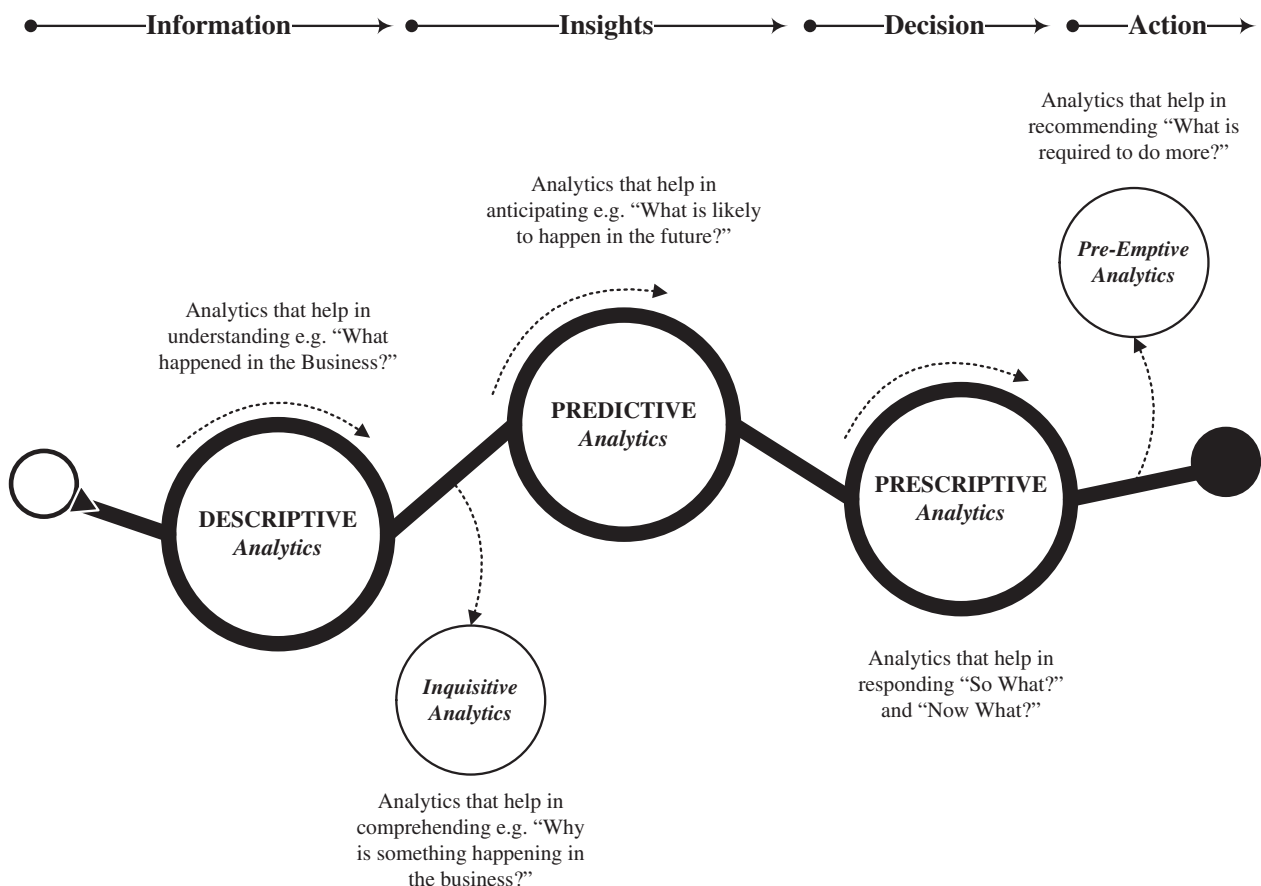 Information Insights Decision Action
Analytics that help in
recommending “What is
required to do more?”
Pre-Emptive
Analytics
Analytics that help in
anticipating e.g. “What is likely
to happen in the future?”
Analytics that help in
understanding e.g. “What
happened in the Business?”
DESCRIPTIVE
Analytics
PREDICTIVE
Analytics
PRESCRIPTIVE
Analytics
Inquisitive
Analytics
Analytics that help in
comprehending e.g. “Why
is something happening in
the business?”
Analytics that help in
responding “So What?”
and “Now What?”